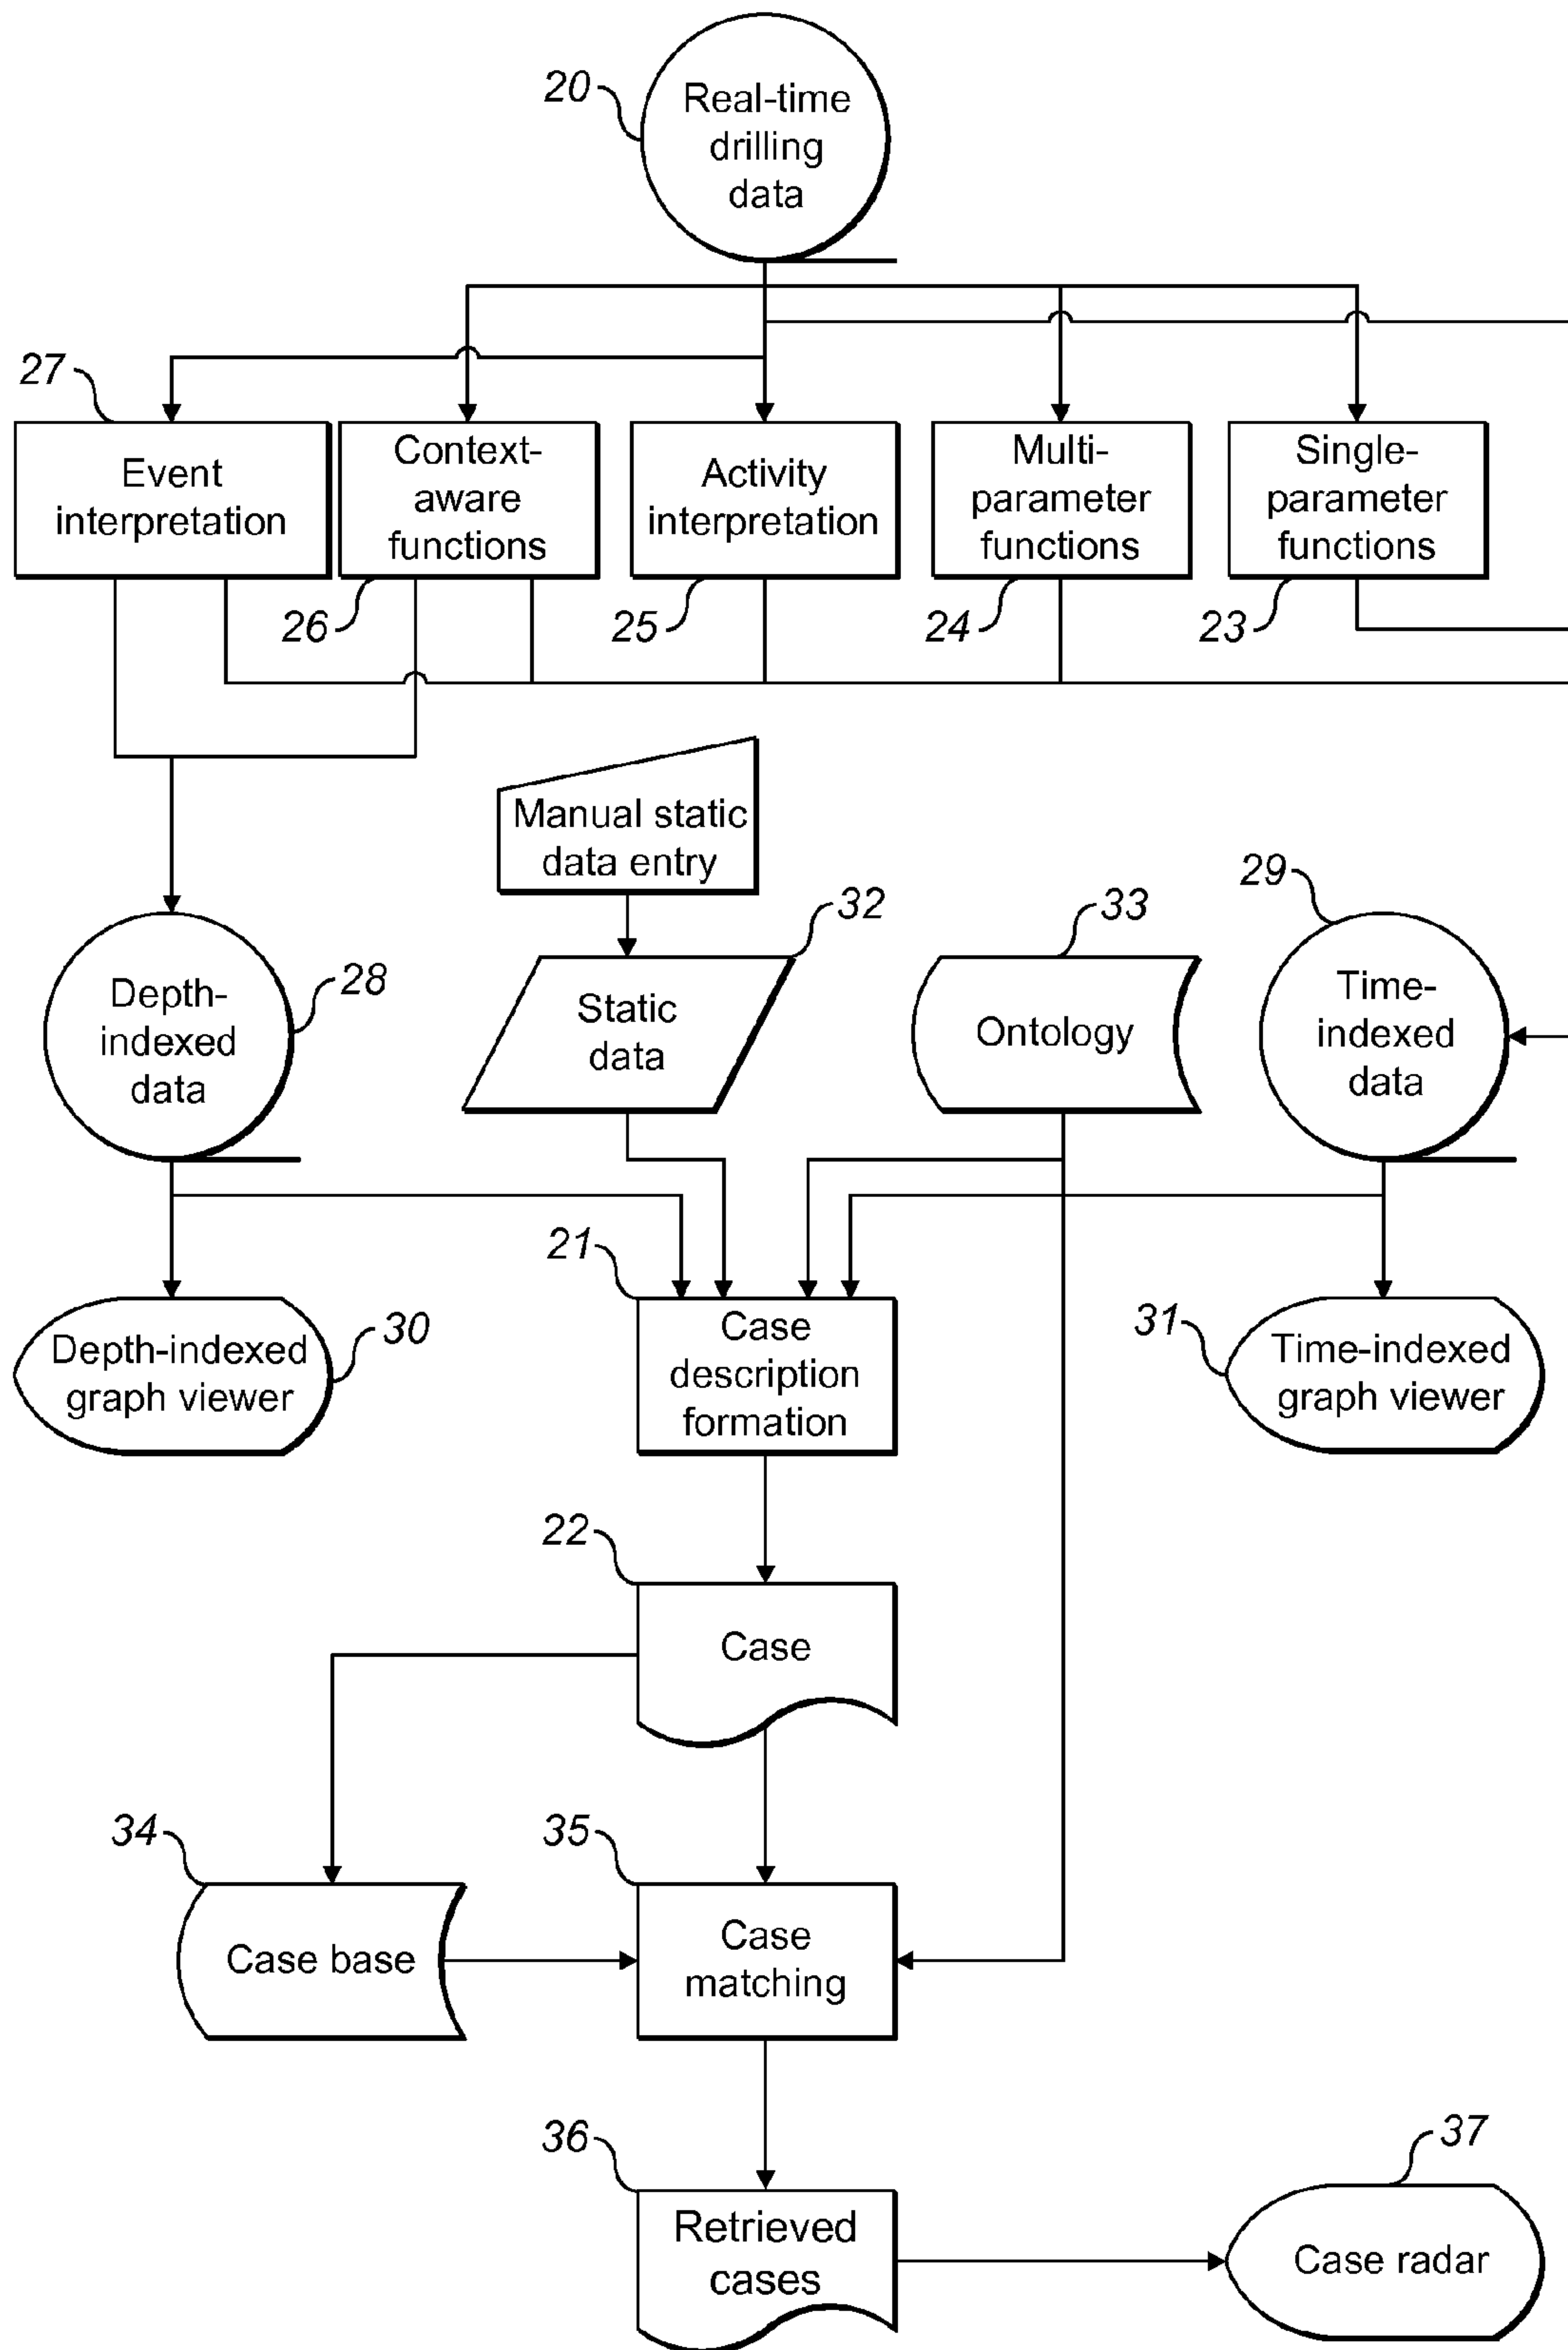 20
Real-time
drilling
data
27
Event
interpretation
Context-
aware
functions
Activity
interpretation
Multi-
parameter
functions
Single-
parameter
functions
26
25
24
23
Manual static
data entry
32
33
29
Depth-
indexed
data
28
Static
data
Ontology
Time-
indexed
data
21
Depth-indexed
graph viewer
30
Case
description
formation
31
Time-indexed
graph viewer
22
Case
34
35
Case base
Case
matching
36
37
Retrieved
cases
Case radar